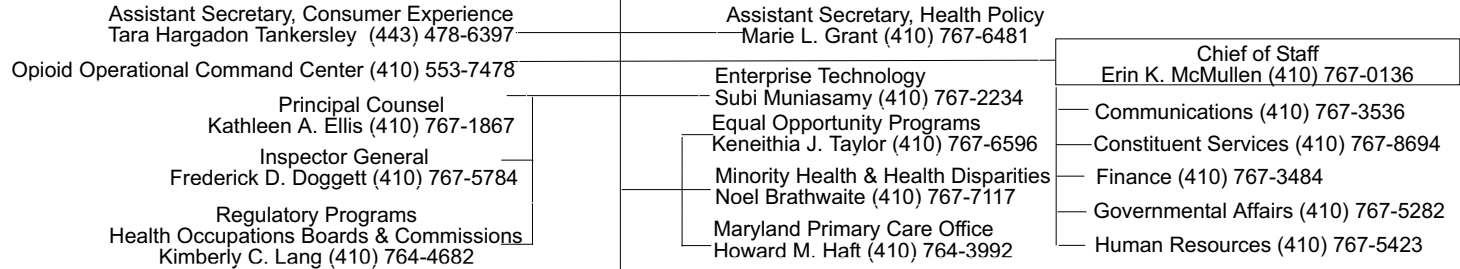 Assistant Secretary, Consumer Experience
Tara Hargadon Tankersley (443) 478-6397
Opioid Operational Command Center (410) 553-7478
Principal Counsel
Kathleen A. Ellis (410) 767-1867
Inspector General
Frederick D. Doggett (410) 767-5784
Regulatory Programs
Health Occupations Boards & Commissions
Kimberly C. Lang (410) 764-4682
Assistant Secretary, Health Policy
Marie L. Grant (410) 767-6481
Enterprise Technology
Subi Muniasamy (410) 767-2234
Equal Opportunity Programs
Keneithia J. Taylor (410) 767-6596
Minority Health & Health Disparities
Noel Brathwaite (410) 767-7117
Maryland Primary Care Office
Howard M. Haft (410) 764-3992
Chief of Staff
Erin K. McMullen (410) 767-0136
Communications (410) 767-3536
Constituent Services (410) 767-8694
Finance (410) 767-3484
Governmental Affairs (410) 767-5282
Human Resources (410) 767-5423